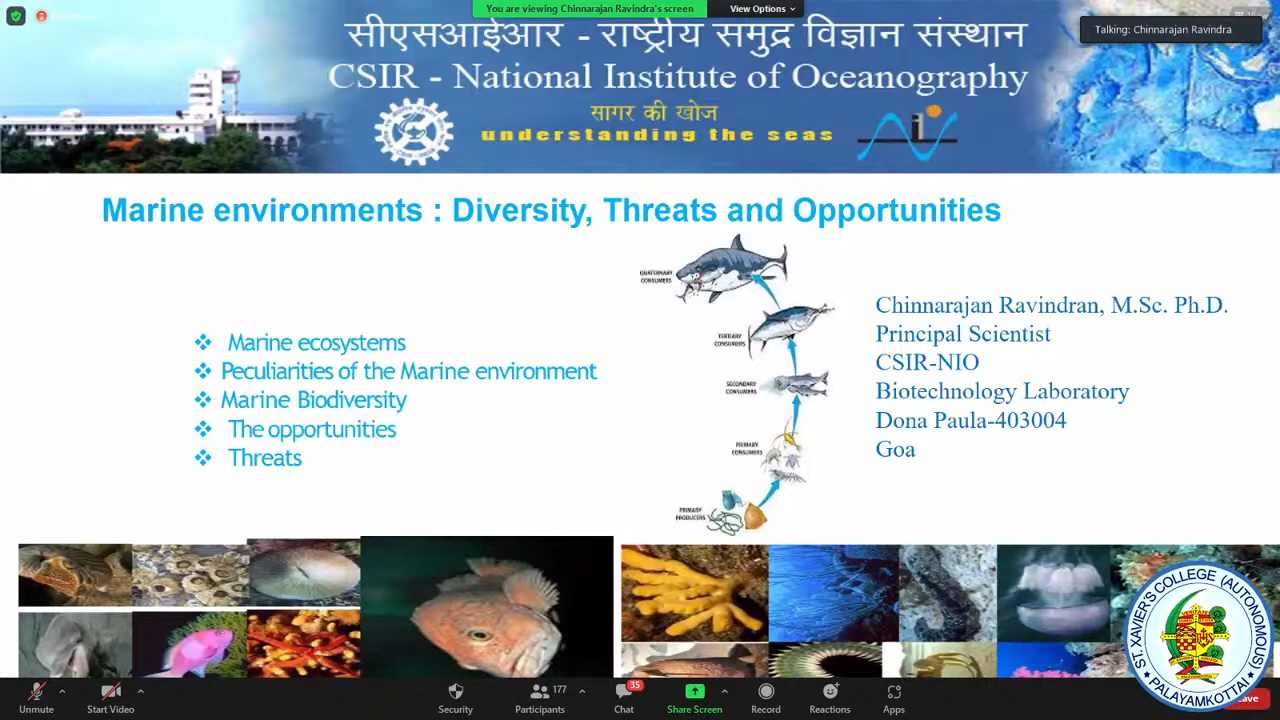 You are viewing Chinnarajan Ravindra's screen
View Options
Talking: Chinnarajan Ravindra
सीएसआईआर - राष्ट्रीय समुद्र विज्ञान संस्थान
CSIR - National Institute of Oceanography
सागर की खोज
understanding the seas
Marine environments : Diversity, Threats and Opportunities
Marine ecosystems
Peculiarities of the Marine environment
Marine Biodiversity
The opportunities
Threats
QUATERNARY
CONSUMERS
TERTIARY
CONSUMERS
SECONDARY
CONSUMERS
PRIMARY
CONSUMERS
PRIMARY
PRODUCERS
Chinnarajan Ravindran, M.Sc. Ph.D.
Principal Scientist
CSIR-NIO
Biotechnology Laboratory
Dona Paula-403004
Goa
ST. XAVIER'S COLLEGE (AUTONOMOUS)
PALAYAMKOTTAI
Unmute
Start Video
Security
177
Participants
35
Chat
Share Screen
Record
Reactions
Apps